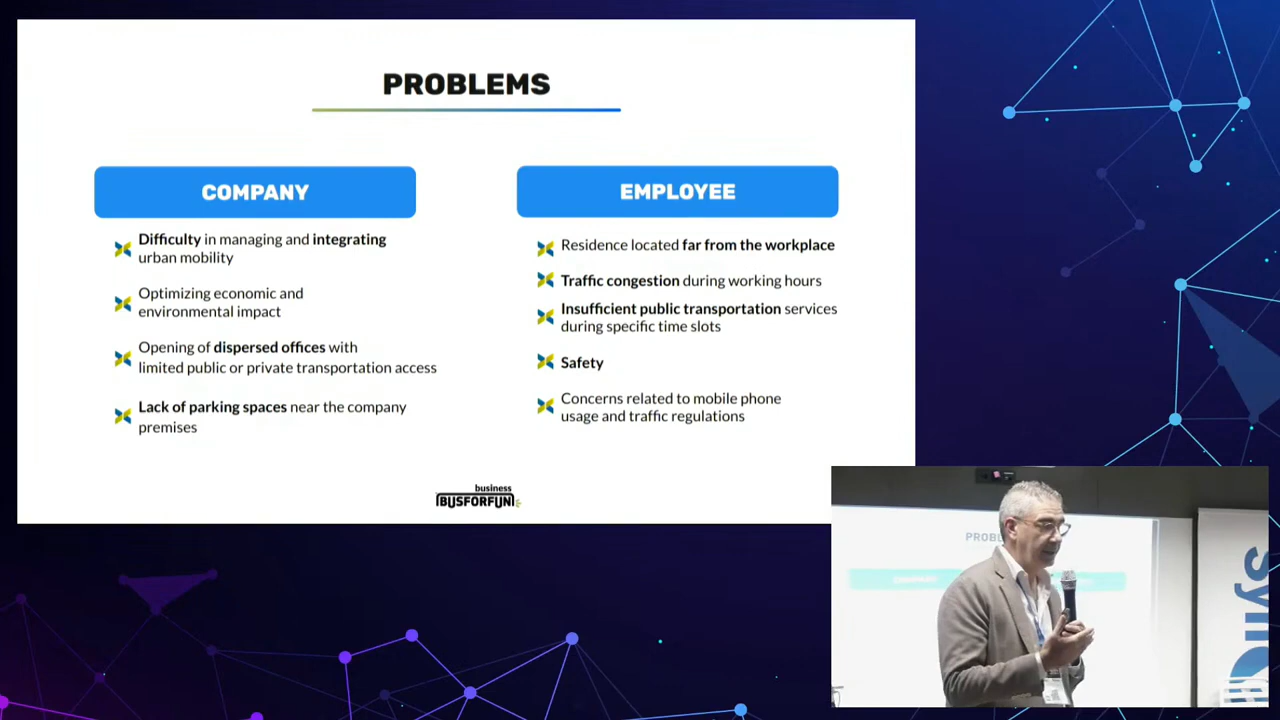 PROBLEMS
COMPANY
Difficulty in managing and integrating
urban mobility
Optimizing economic and
environmental impact
Opening of dispersed offices with
limited public or private transportation access
Lack of parking spaces near the company
premises
EMPLOYEE
Residence located far from the workplace
Traffic congestion during working hours
Insufficient public transportation services
during specific time slots
Safety
Concerns related to mobile phone
usage and traffic regulations
business
BUSFORFUN